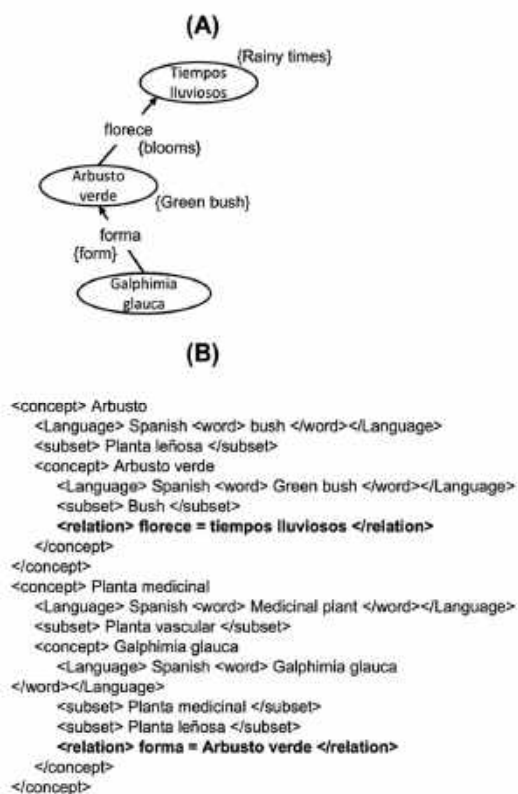 (A)
{Rainy times}
Tiempos
lluviosos
florece
{blooms}
Arbusto
verde
{Green bush}
forma
{form}
Galphimia
glauca
(B)
<concept> Arbusto
<Language> Spanish <word> bush </word></Language>
<subset> Planta leñosa </subset>
<concept> Arbusto verde
<Language> Spanish <word> Green bush </word></Language>
<subset> Bush </subset>
<relation> florece = tiempos lluviosos </relation>
</concept>
</concept>
<concept> Planta medicinal
<Language> Spanish <word> Medicinal plant </word></Language>
<subset> Planta vascular </subset>
<concept> Galphimia glauca
<Language> Spanish <word> Galphimia glauca
</word></Language>
<subset> Planta medicinal </subset>
<subset> Planta leñosa </subset>
<relation> forma = Arbusto verde </relation>
</concept>
</concept>